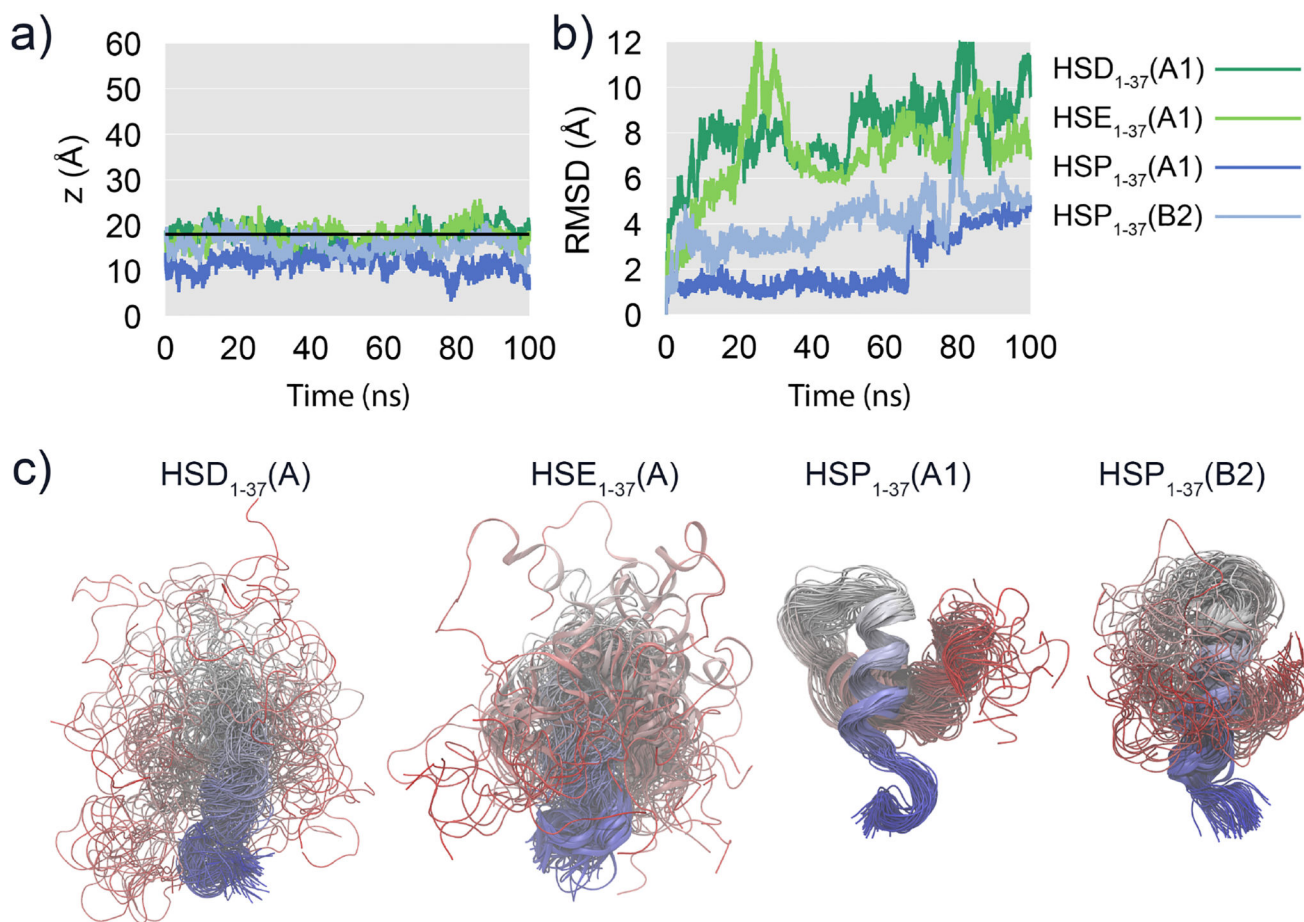 a)
z (Å)
60
50
40
30
20
10
0
0 20 40 60 80 100
Time (ns)
b)
RMSD (Å)
12
10
8
6
4
2
0
0 20 40 60 80 100
Time (ns)
HSD1-37(A1)
HSE1-37(A1)
HSP1-37(A1)
HSP1-37(B2)
c)
HSD1-37(A) HSE1-37(A) HSP1-37(A1) HSP1-37(B2)